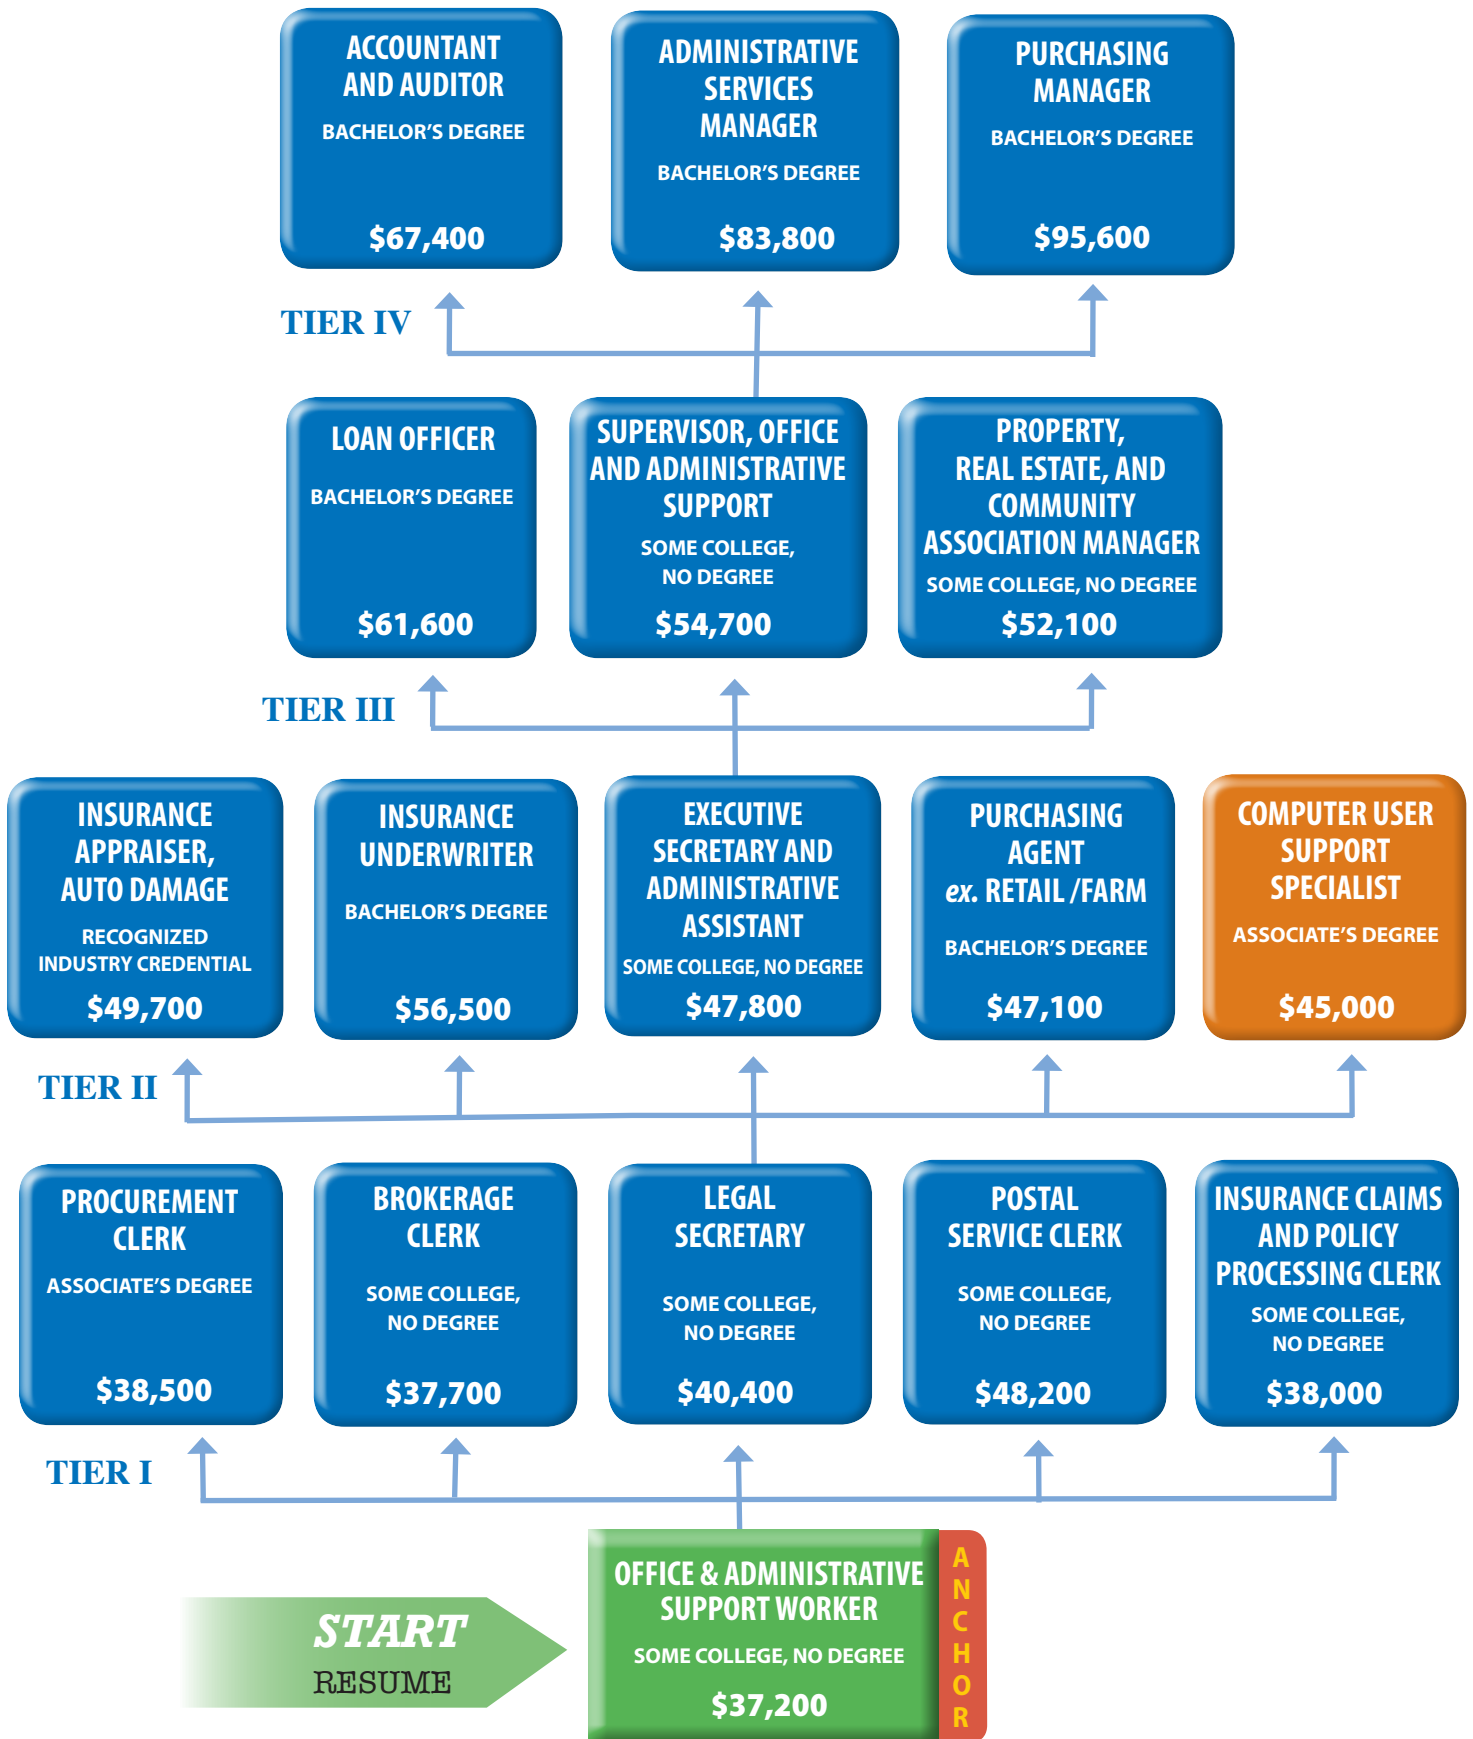 ACCOUNTANT
AND AUDITOR
BACHELOR'S DEGREE
$67,400
ADMINISTRATIVE
SERVICES
MANAGER
BACHELOR'S DEGREE
$83,800
PURCHASING
MANAGER
BACHELOR'S DEGREE
$95,600
TIER IV
LOAN OFFICER
BACHELOR'S DEGREE
$61,600
SUPERVISOR, OFFICE
AND ADMINISTRATIVE
SUPPORT
SOME COLLEGE,
NO DEGREE
$54,700
PROPERTY,
REAL ESTATE, AND
COMMUNITY
ASSOCIATION MANAGER
SOME COLLEGE, NO DEGREE
$52,100
TIER III
INSURANCE
APPRAISER,
AUTO DAMAGE
RECOGNIZED
INDUSTRY CREDENTIAL
$49,700
INSURANCE
UNDERWRITER
BACHELOR'S DEGREE
$56,500
EXECUTIVE
SECRETARY AND
ADMINISTRATIVE
ASSISTANT
SOME COLLEGE, NO DEGREE
$47,800
PURCHASING
AGENT
ex. RETAIL /FARM
BACHELOR'S DEGREE
$47,100
COMPUTER USER
SUPPORT
SPECIALIST
ASSOCIATE'S DEGREE
$45,000
TIER II
PROCUREMENT
CLERK
ASSOCIATE'S DEGREE
$38,500
BROKERAGE
CLERK
SOME COLLEGE,
NO DEGREE
$37,700
LEGAL
SECRETARY
SOME COLLEGE,
NO DEGREE
$40,400
POSTAL
SERVICE CLERK
SOME COLLEGE,
NO DEGREE
$48,200
INSURANCE CLAIMS
AND POLICY
PROCESSING CLERK
SOME COLLEGE,
NO DEGREE
$38,000
TIER I
START
RESUME
OFFICE & ADMINISTRATIVE
SUPPORT WORKER
SOME COLLEGE, NO DEGREE
$37,200
ANCHOR